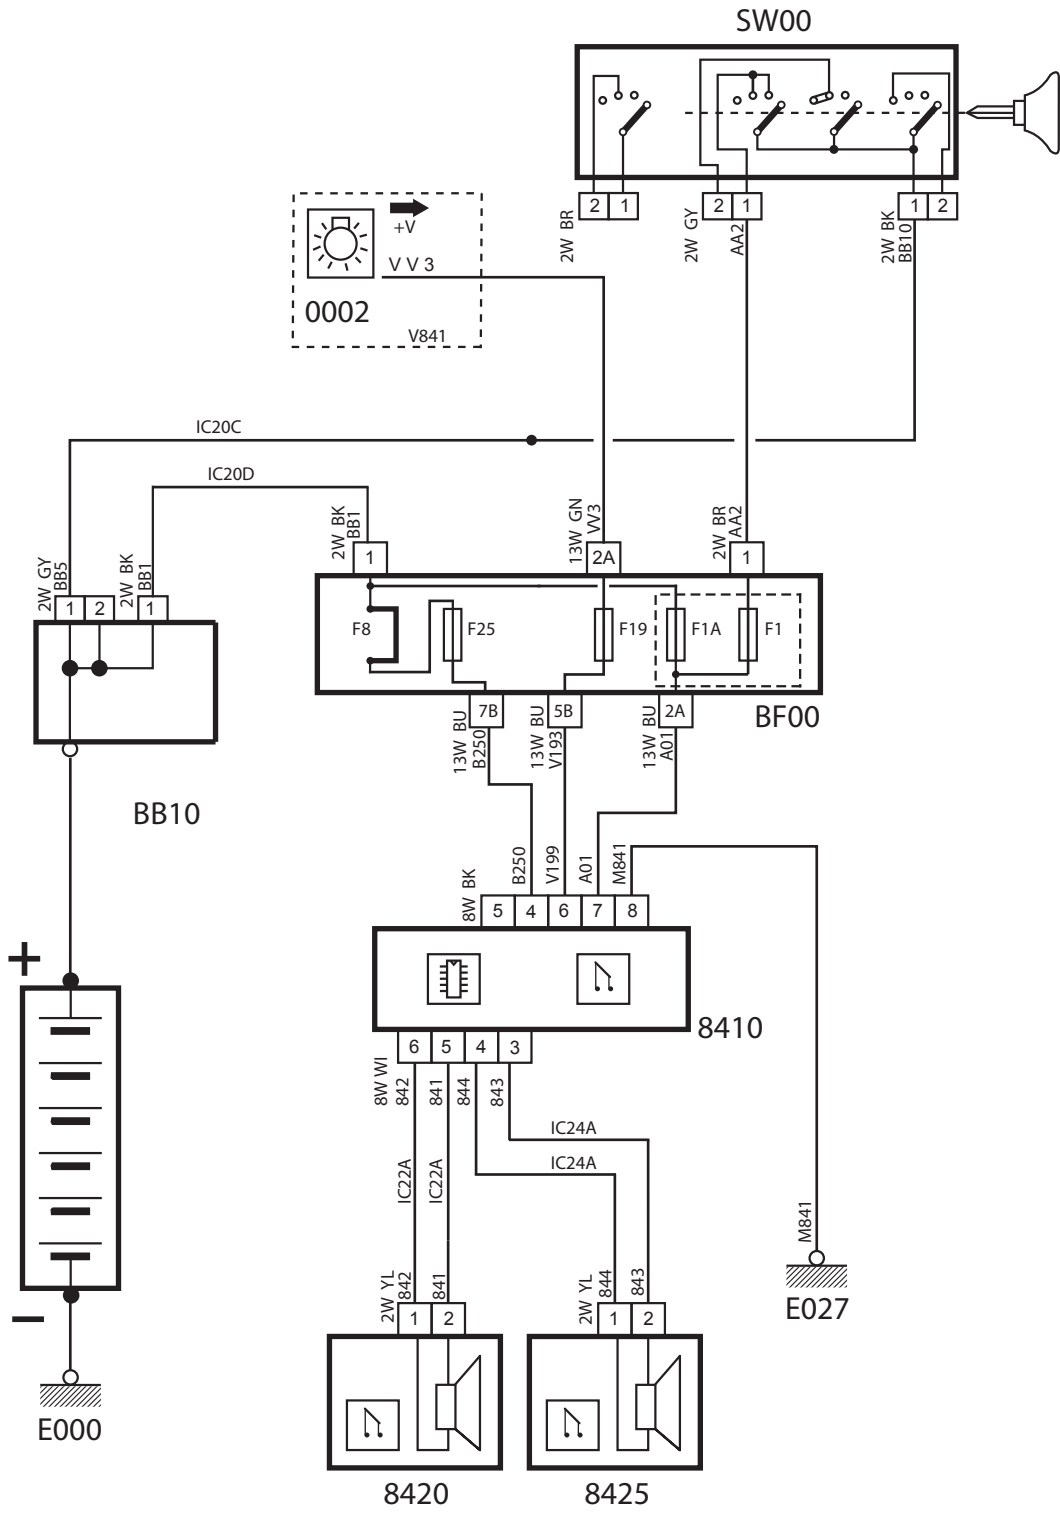 SW00
2 1
2 1
1 2
2W BR
2W GY
AA2
2W BK
BB10
+V
V V 3
0002
V841
IC20C
IC20D
2W BK
BB1
13W GN
VV3
2W BR
AA2
1
2A
1
2W GY
BB5
2W BK
BB1
1 2
1
F8
F25
F19
F1A
F1
BF00
7B
5B
2A
13W BU
B250
13W BU
V193
13W BU
A01
BB10
8W BK
B250
V199
A01
M841
5 4 6 7 8
+
8410
6 5 4 3
8W WI
842
841
844
843
IC24A
IC24A
IC22A
IC22A
M841
2W YL
842
841
2W YL
844
843
1 2
1 2
E027
−
E000
8420
8425